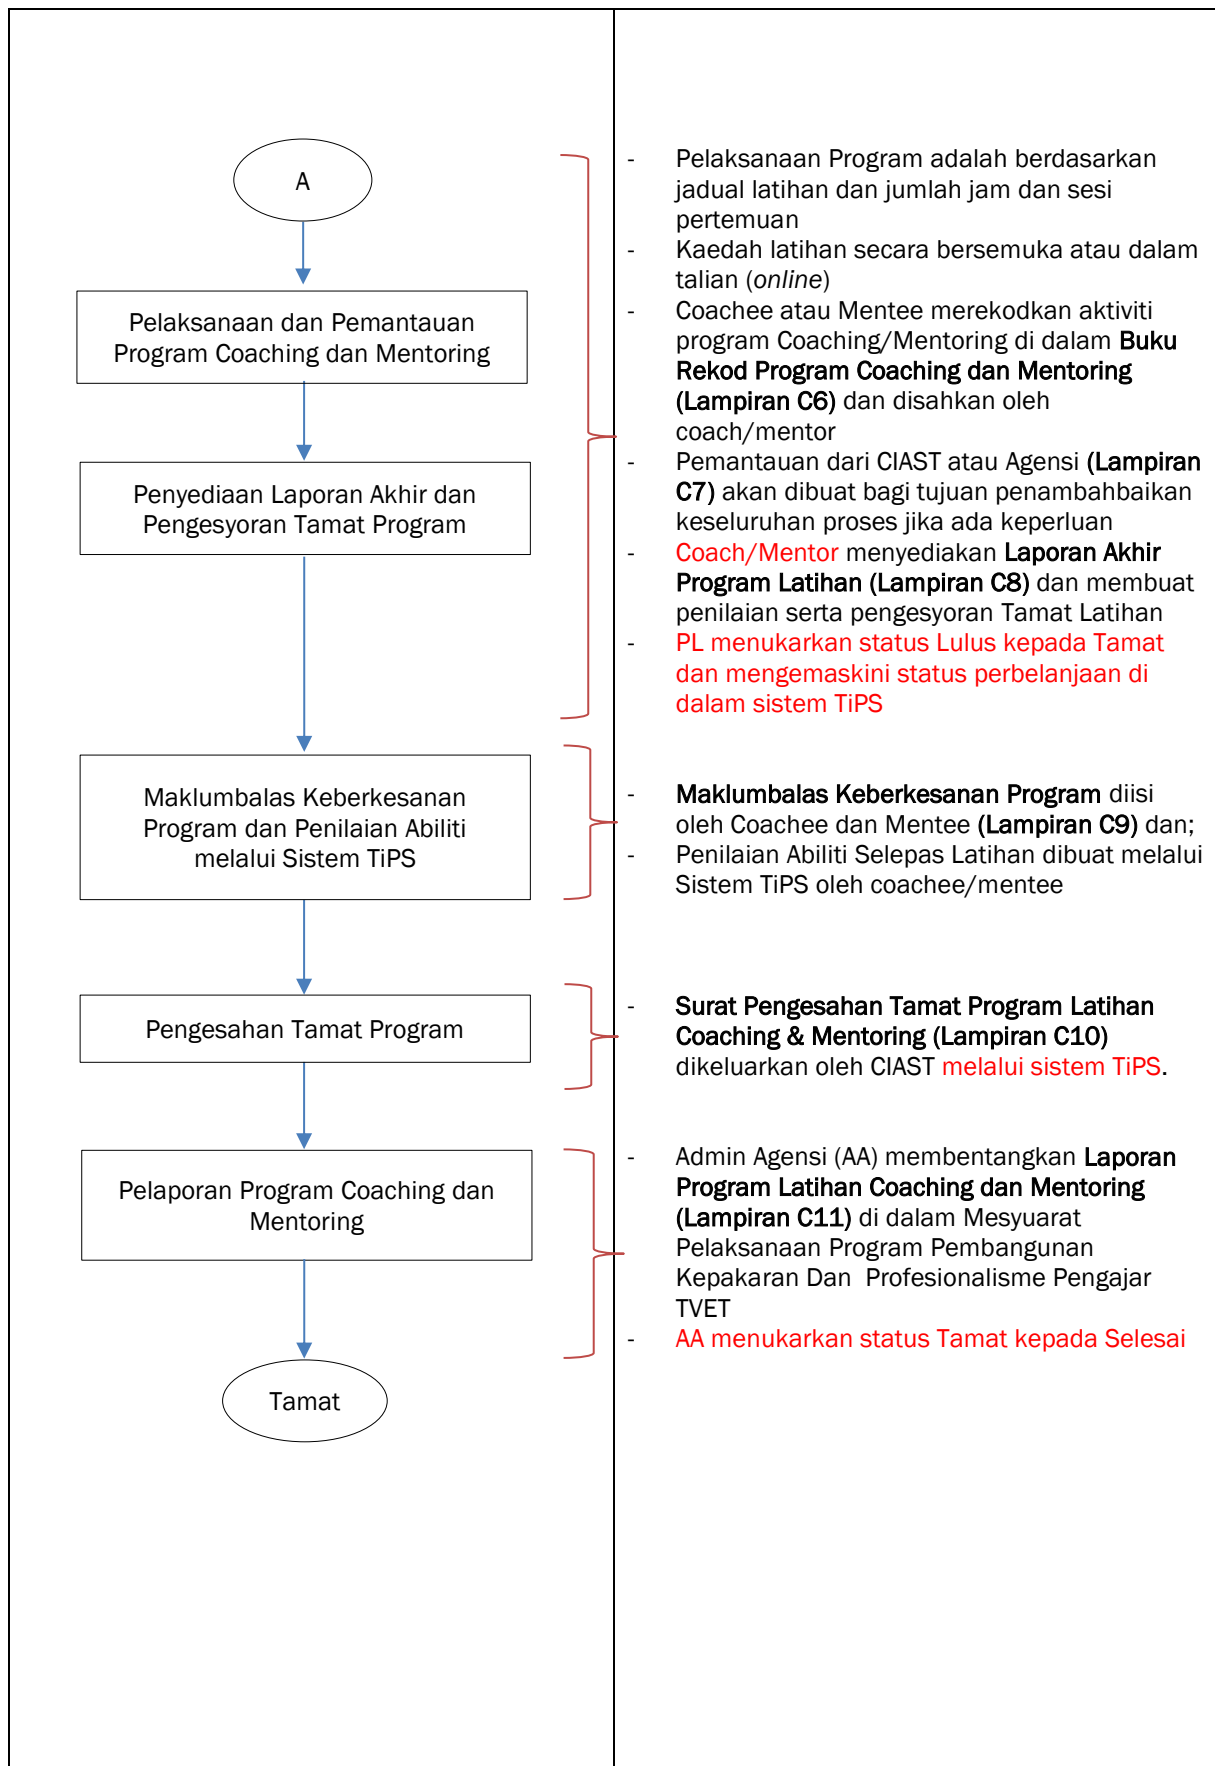 A
Pelaksanaan dan Pemantauan
Program Coaching dan Mentoring
Penyediaan Laporan Akhir dan
Pengesyoran Tamat Program
Maklumbalas Keberkesanan
Program dan Penilaian Abiliti
melalui Sistem TiPS
Pengesahan Tamat Program
Pelaporan Program Coaching dan
Mentoring
Tamat
- Pelaksanaan Program adalah berdasarkan
jadual latihan dan jumlah jam dan sesi
pertemuan
- Kaedah latihan secara bersemuka atau dalam
talian (online)
- Coachee atau Mentee merekodkan aktiviti
program Coaching/Mentoring di dalam Buku
Rekod Program Coaching dan Mentoring
(Lampiran C6) dan disahkan oleh
coach/mentor
- Pemantauan dari CIAST atau Agensi (Lampiran
C7) akan dibuat bagi tujuan penambahbaikan
keseluruhan proses jika ada keperluan
- Coach/Mentor menyediakan Laporan Akhir
Program Latihan (Lampiran C8) dan membuat
penilaian serta pengesyoran Tamat Latihan
- PL menukarkan status Lulus kepada Tamat
dan mengemaskini status perbelanjaan di
dalam sistem TiPS
- Maklumbalas Keberkesanan Program diisi
oleh Coachee dan Mentee (Lampiran C9) dan;
- Penilaian Abiliti Selepas Latihan dibuat melalui
Sistem TiPS oleh coachee/mentee
- Surat Pengesahan Tamat Program Latihan
Coaching & Mentoring (Lampiran C10)
dikeluarkan oleh CIAST melalui sistem TiPS.
- Admin Agensi (AA) membentangkan Laporan
Program Latihan Coaching dan Mentoring
(Lampiran C11) di dalam Mesyuarat
Pelaksanaan Program Pembangunan
Kepakaran Dan Profesionalisme Pengajar
TVET
- AA menukarkan status Tamat kepada Selesai